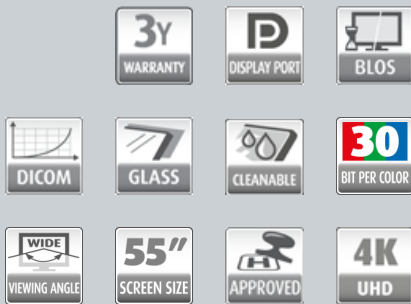 3Y
WARRANTY
D
DISPLAY PORT
BLOS
DICOM
GLASS
CLEANABLE
30
BIT PER COLOR
WIDE
VIEWING ANGLE
55"
SCREEN SIZE
H
APPROVED
4K
UHD